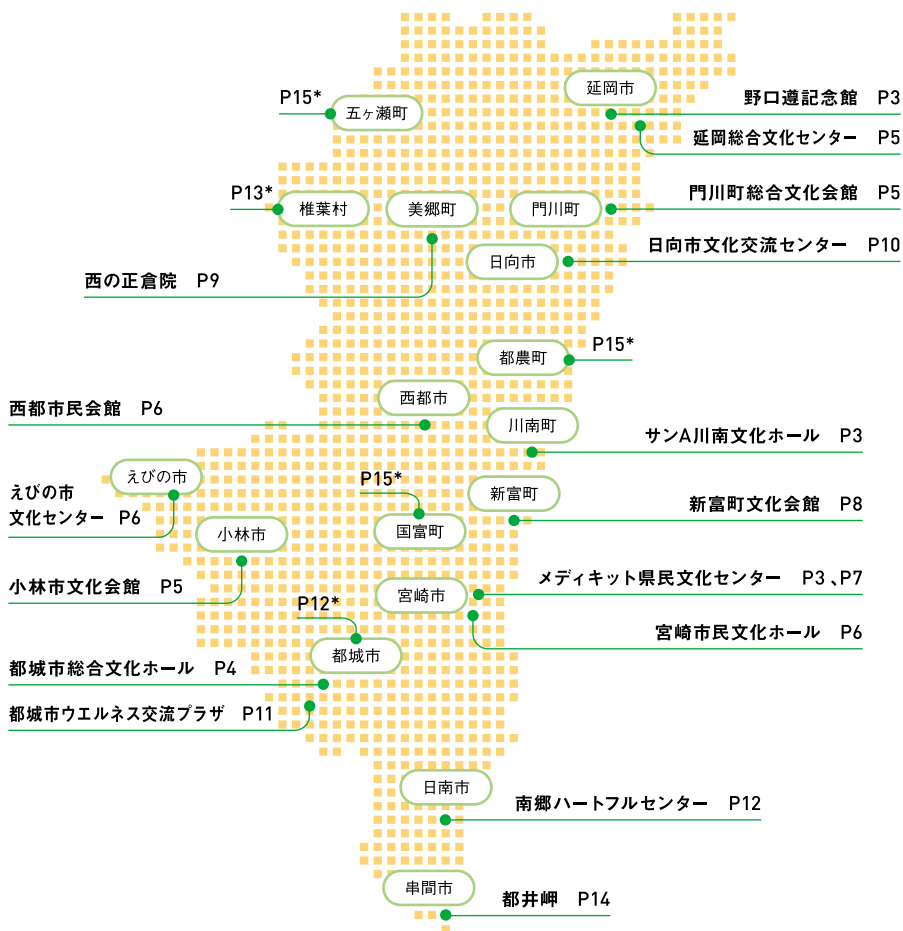 延岡市
P15*
五ヶ瀬町
野口遵記念館 P3
延岡総合文化センター P5
P13*
椎葉村
美郷町
門川町
門川町総合文化会館 P5
日向市
日向市文化交流センター P10
西の正倉院 P9
都農町
P15*
西都市
西都市民会館 P6
川南町
サンA川南文化ホール P3
えびの市
えびの市
文化センター P6
P15*
国富町
新富町
新富町文化会館 P8
小林市
小林市文化会館 P5
宮崎市
メディキット県民文化センター P3、P7
宮崎市民文化ホール P6
P12*
都城市
都城市総合文化ホール P4
都城市ウエルネス交流プラザ P11
日南市
南郷ハートフルセンター P12
串間市
都井岬 P14